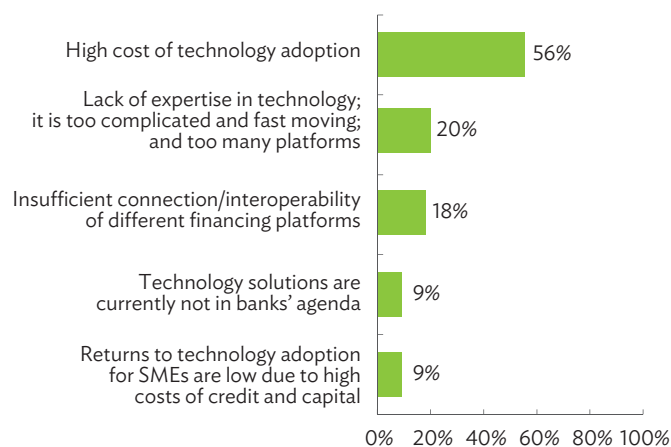 High cost of technology adoption
56%
Lack of expertise in technology;
it is too complicated and fast moving;
and too many platforms
20%
Insufficient connection/interoperability
of different financing platforms
18%
Technology solutions are
currently not in banks’ agenda
9%
Returns to technology adoption
for SMEs are low due to high
costs of credit and capital
9%
0% 20% 40% 60% 80% 100%